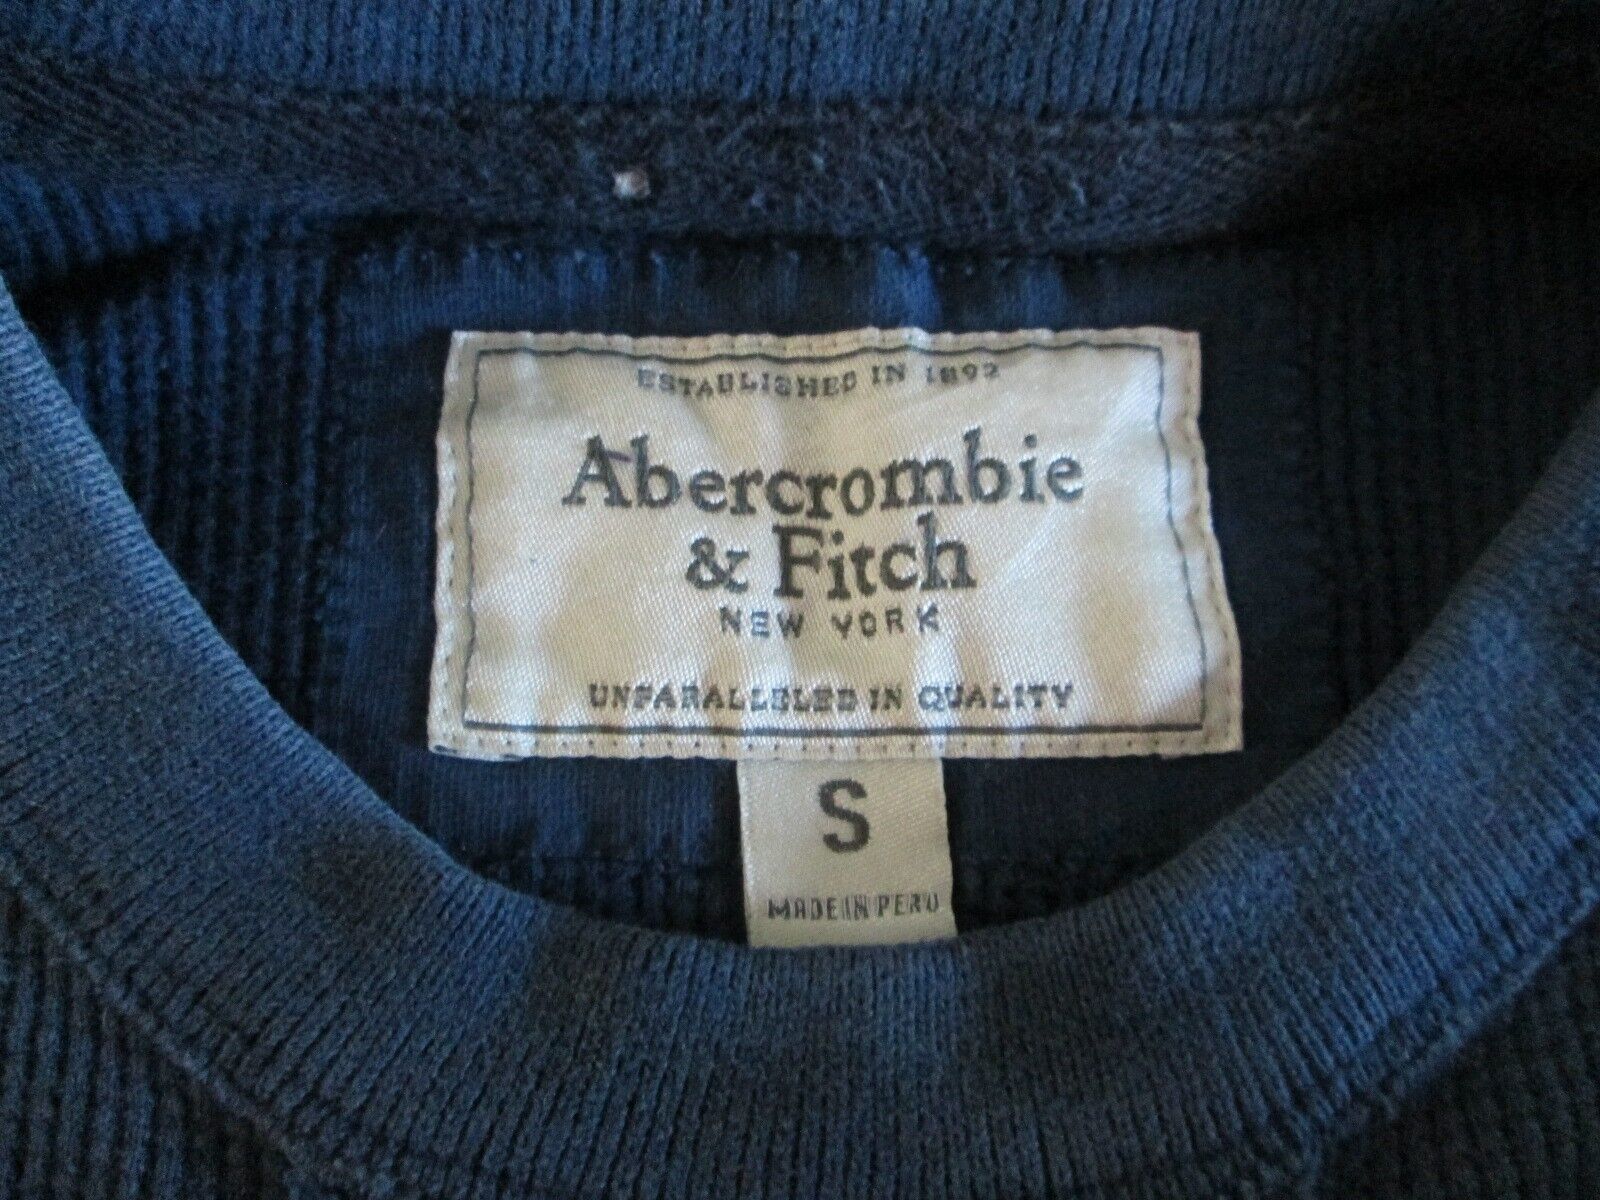 ESTABLISHED IN 1892
Abercrombie
& Fitch
NEW YORK
UNPARALLELED IN QUALITY
S
MADE IN PERU